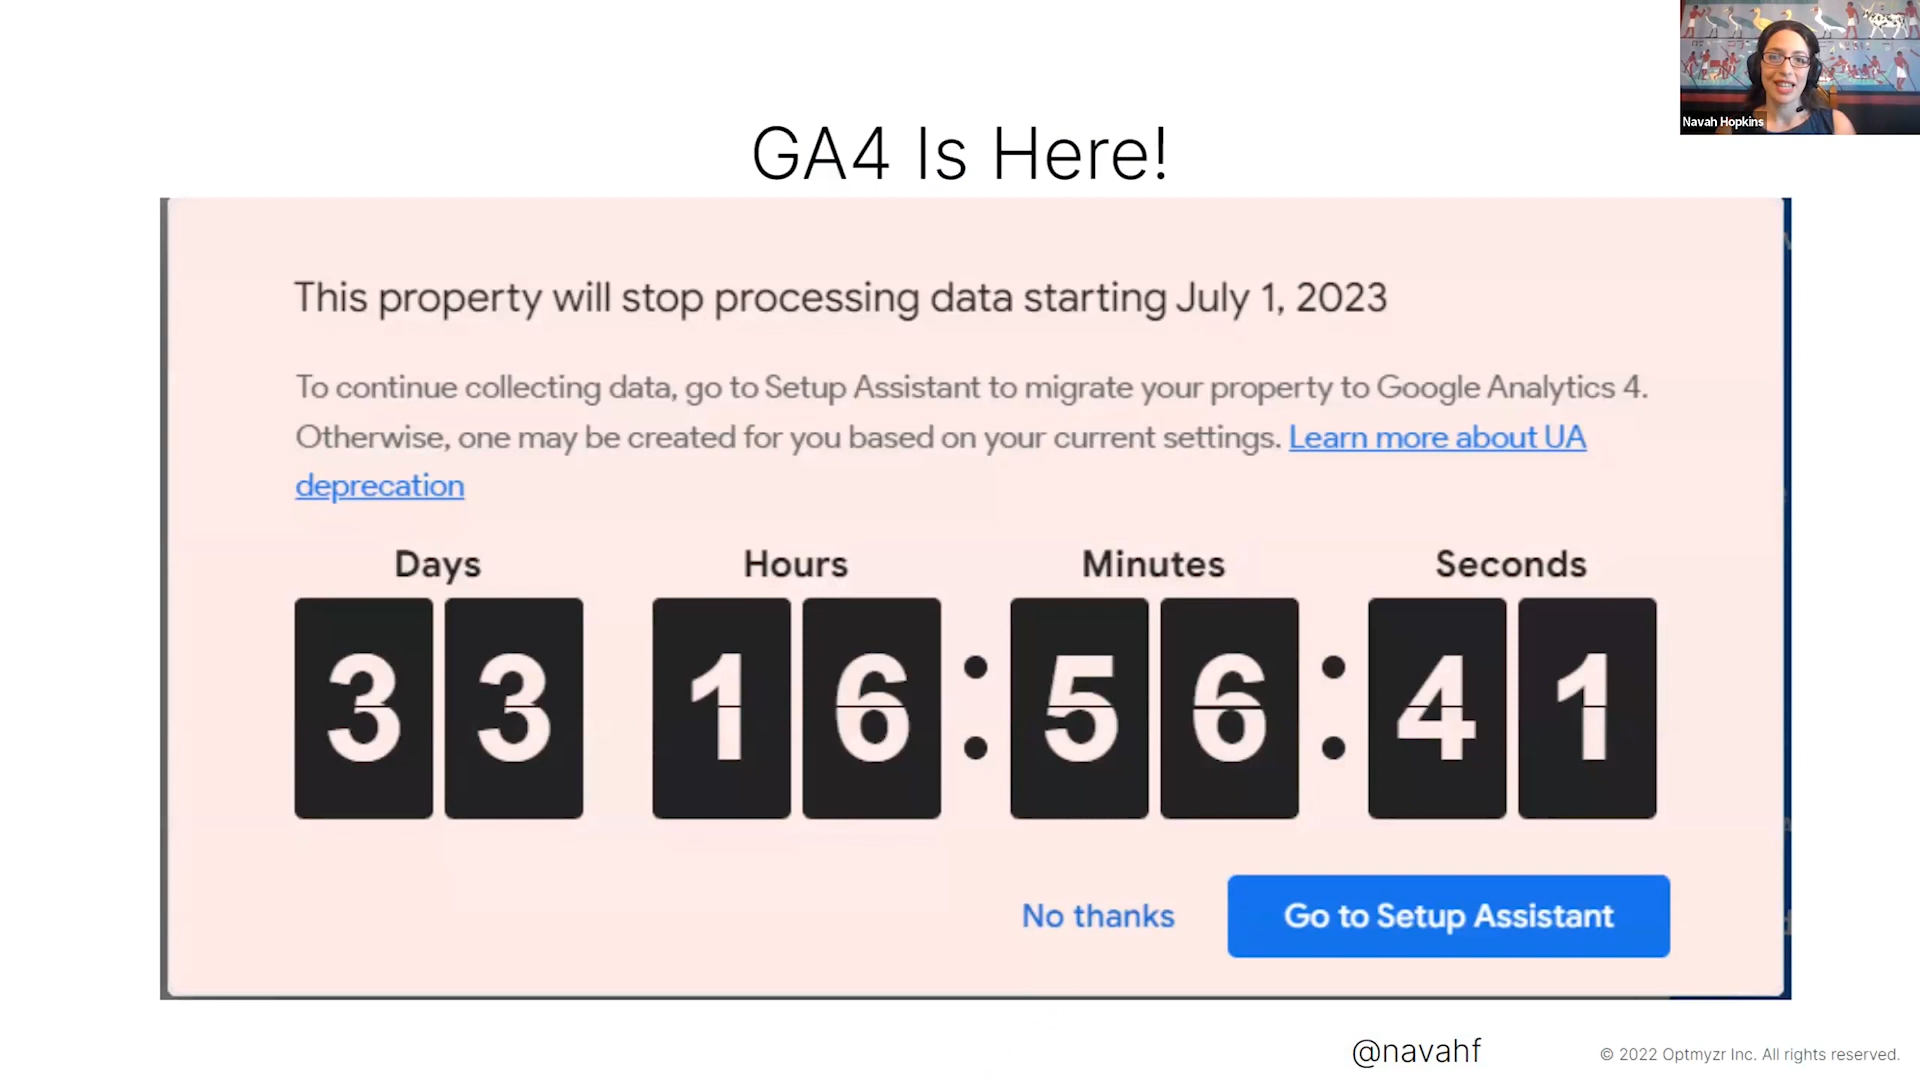 Navah Hopkins
GA4 Is Here!
This property will stop processing data starting July 1, 2023
To continue collecting data, go to Setup Assistant to migrate your property to Google Analytics 4.
Otherwise, one may be created for you based on your current settings. Learn more about UA
deprecation
Days Hours Minutes Seconds
33 16 : 56 : 41
No thanks Go to Setup Assistant
@navahf © 2022 Optmyzr Inc. All rights reserved.